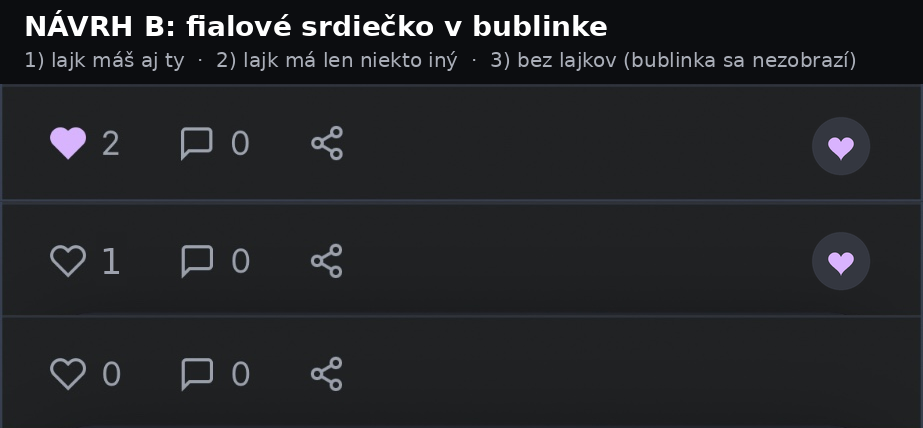 NÁVRH B: fialové srdiečko v bublinke
1) lajk máš aj ty · 2) lajk má len niekto iný · 3) bez lajkov (bublinka sa nezobrazí)
2 0
1 0
0 0